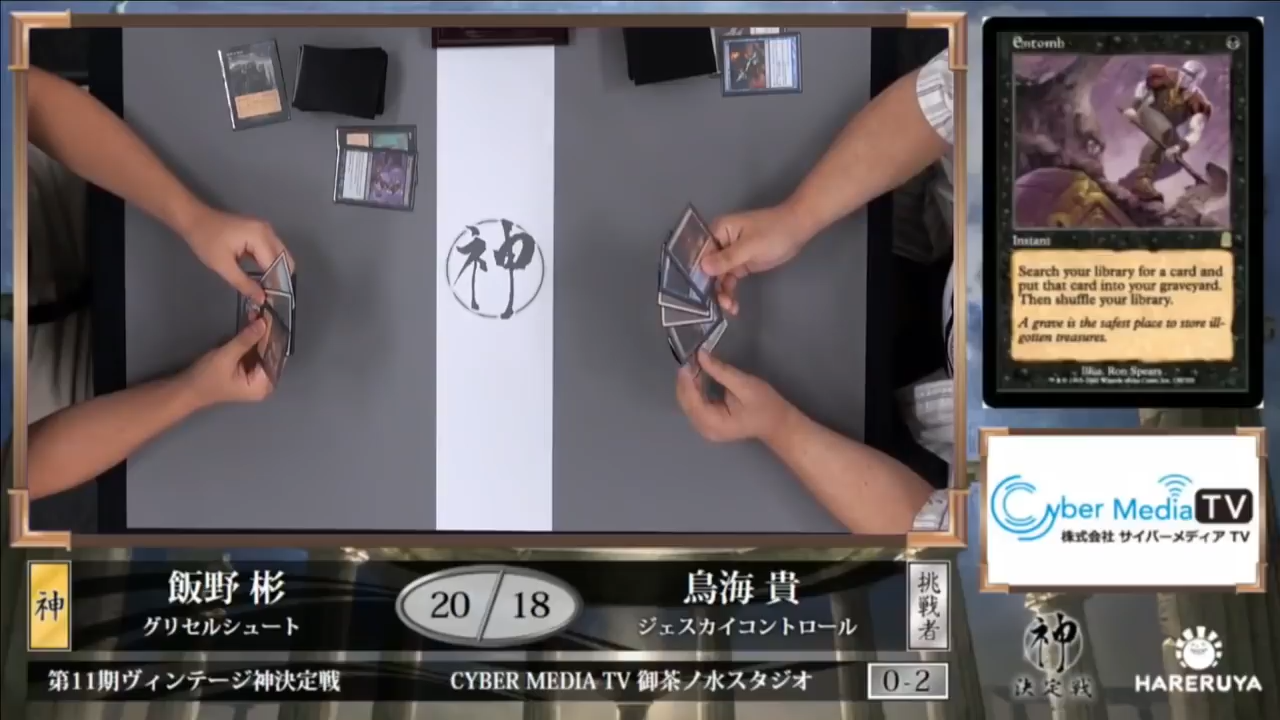 Entomb
神
Instant
Search your library for a card and
put that card into your graveyard.
Then shuffle your library.
A grave is the safest place to store ill-
gotten treasures.
Illus. Ron Spears
Cyber Media TV
株式会社 サイバーメディア TV
神
飯野 彬
グリセルシュート
20 / 18
鳥海 貴
ジェスカイコントロール
挑戦者
第11期ヴィンテージ神決定戦
CYBER MEDIA TV 御茶ノ水スタジオ
0-2
神
決定戦
HARERUYA